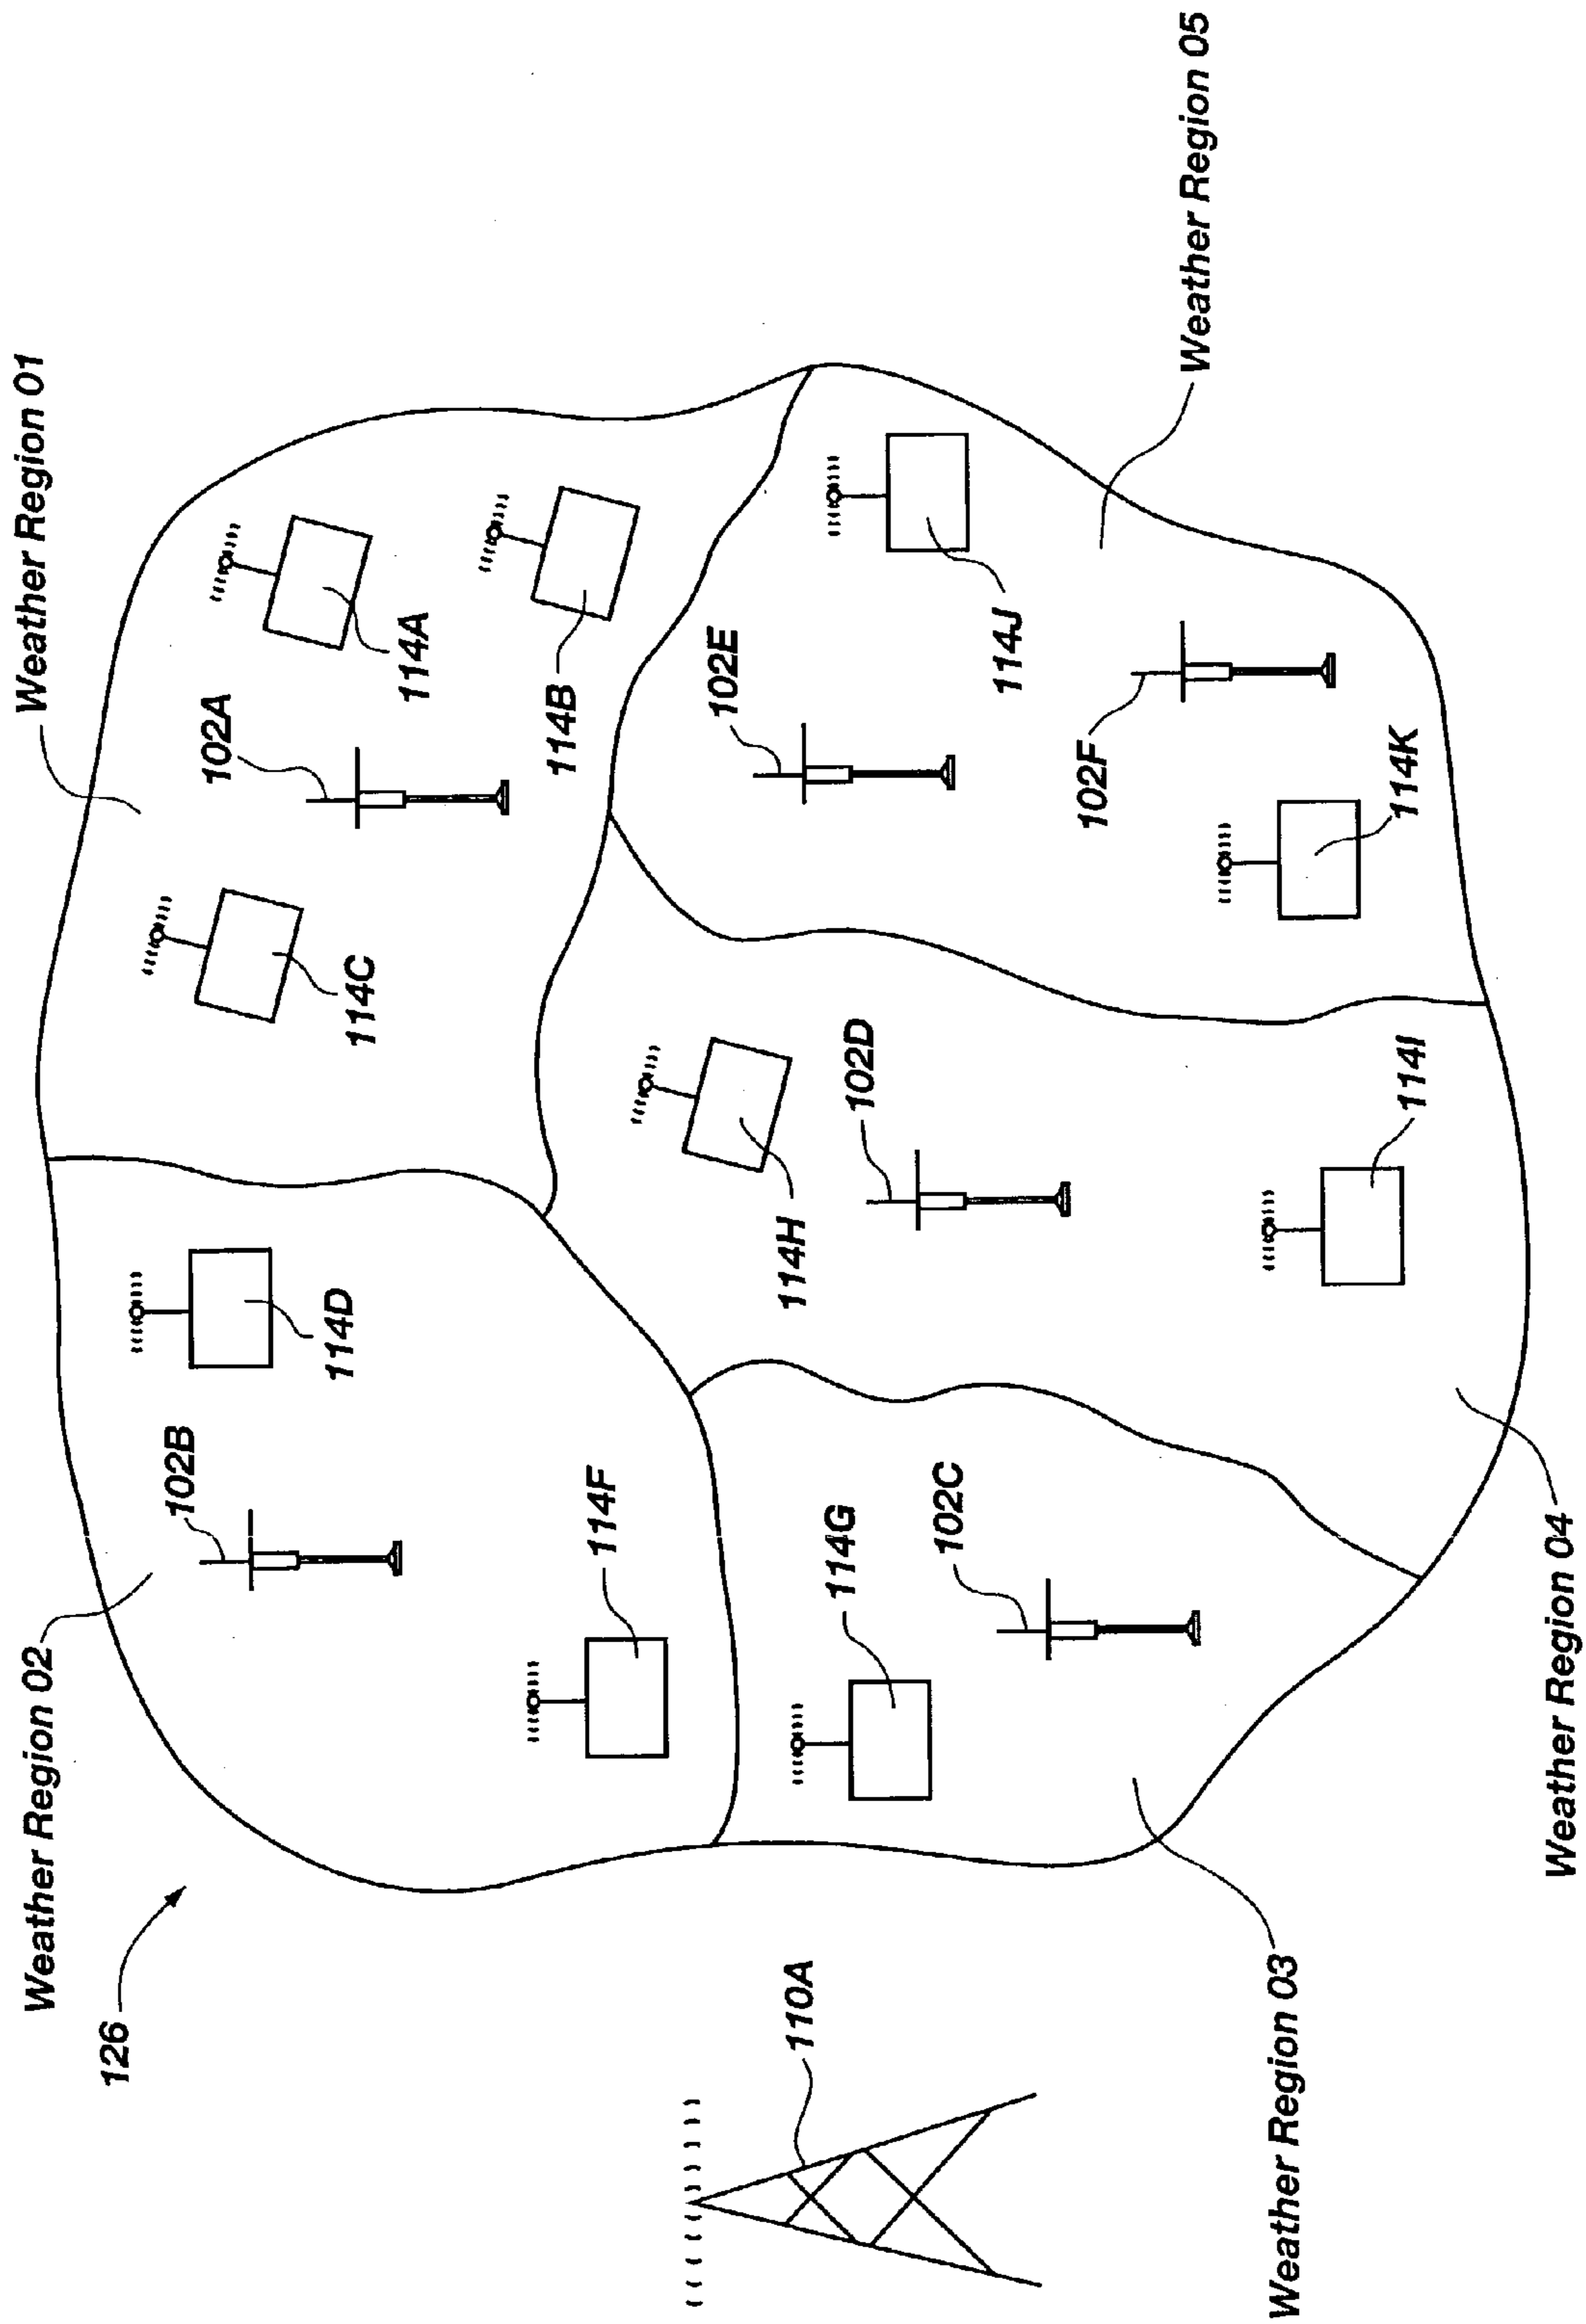 Weather Region 02
Weather Region 01
126
102B
102A
114D
114C
114A
114B
114F
102E
110A
114H
114G
102D
102C
114J
102F
Weather Region 05
Weather Region 03
114I
114K
Weather Region 04